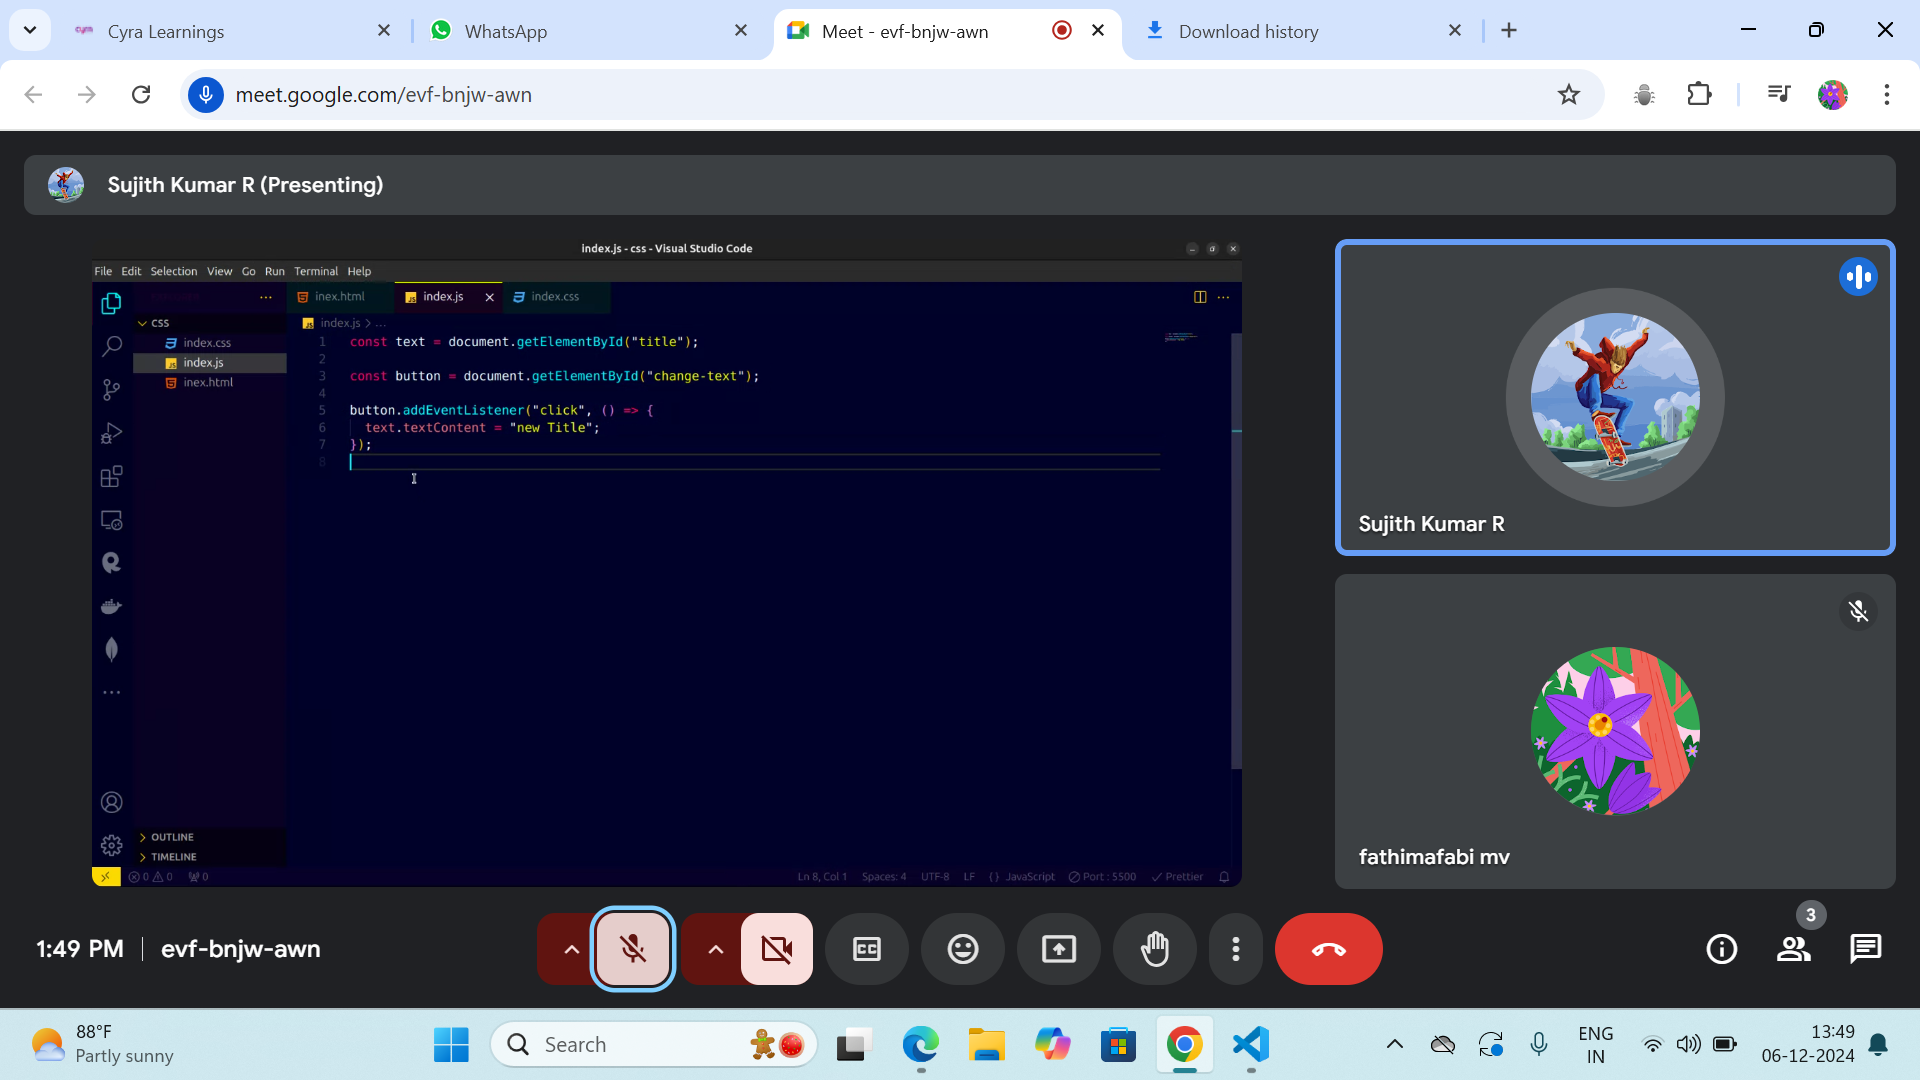 Cyra Learnings
WhatsApp
Meet - evf-bnjw-awn
Download history
meet.google.com/evf-bnjw-awn
Sujith Kumar R (Presenting)
index.js - css - Visual Studio Code
File Edit Selection View Go Run Terminal Help
inex.html
index.js
index.css
CSS
index.css
index.js
inex.html
index.js > ...
1 const text = document.getElementById("title");
2
3 const button = document.getElementById("change-text");
4
5 button.addEventListener("click", () => {
6 text.textContent = "new Title";
7 });
8
OUTLINE
TIMELINE
0 0 0
Ln 8, Col 1 Spaces: 4 UTF-8 LF {} JavaScript Port : 5500 Prettier
Sujith Kumar R
fathimafabi mv
1:49 PM evf-bnjw-awn
CC
3
88°F
Partly sunny
Search
ENG
IN
13:49
06-12-2024